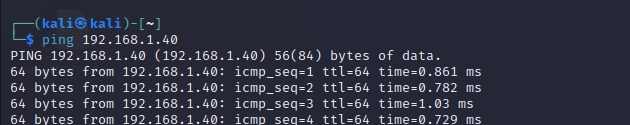 ┌──(kali㉿kali)-[~]
└─$ ping 192.168.1.40
PING 192.168.1.40 (192.168.1.40) 56(84) bytes of data.
64 bytes from 192.168.1.40: icmp_seq=1 ttl=64 time=0.861 ms
64 bytes from 192.168.1.40: icmp_seq=2 ttl=64 time=0.782 ms
64 bytes from 192.168.1.40: icmp_seq=3 ttl=64 time=1.03 ms
64 bytes from 192.168.1.40: icmp_seq=4 ttl=64 time=0.729 ms